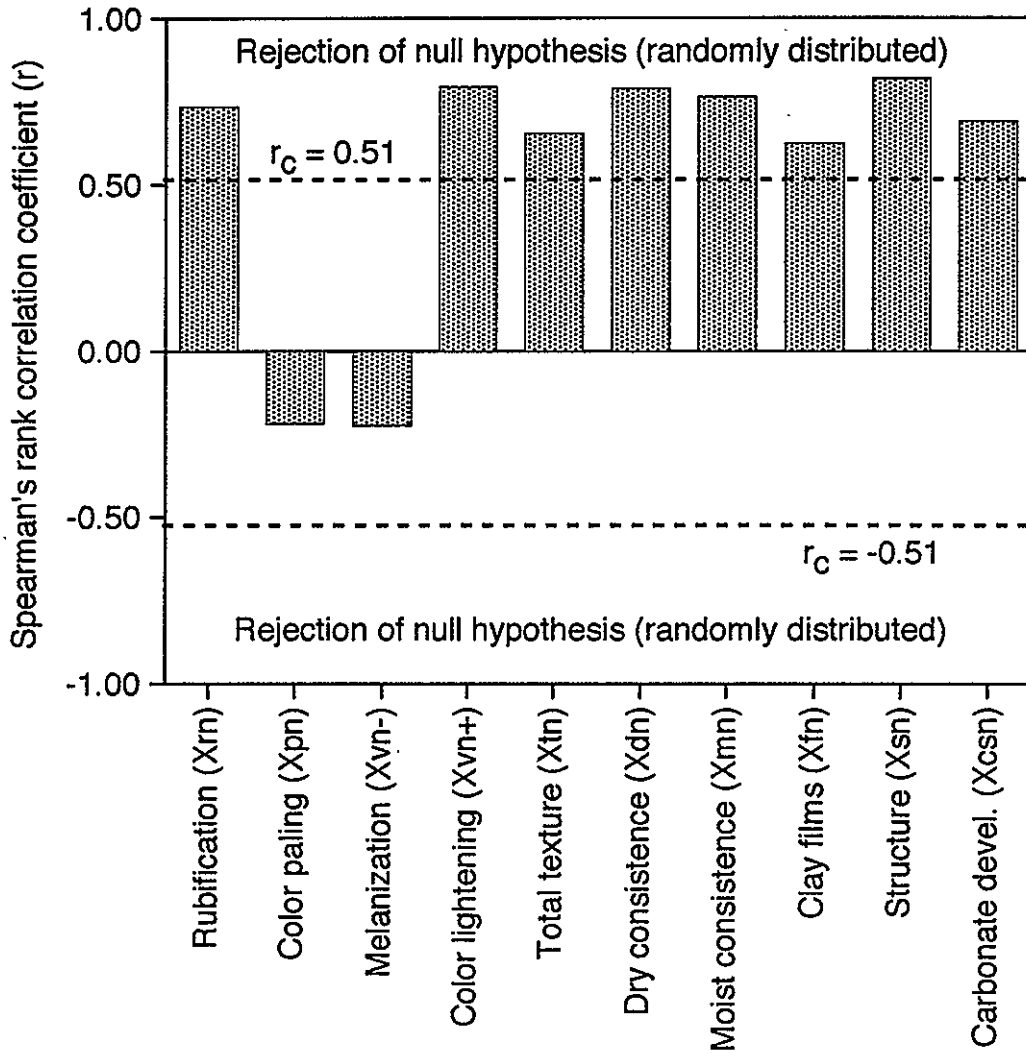 Spearman's rank correlation coefficient (r)
1.00
0.50
0.00
-0.50
-1.00
Rejection of null hypothesis (randomly distributed)
rc = 0.51
rc = -0.51
Rejection of null hypothesis (randomly distributed)
Rubification (Xrn)
Color paling (Xpn)
Melanization (Xvn-)
Color lightening (Xvn+)
Total texture (Xtn)
Dry consistence (Xdn)
Moist consistence (Xmn)
Clay films (Xfn)
Structure (Xsn)
Carbonate devel. (Xcsn)